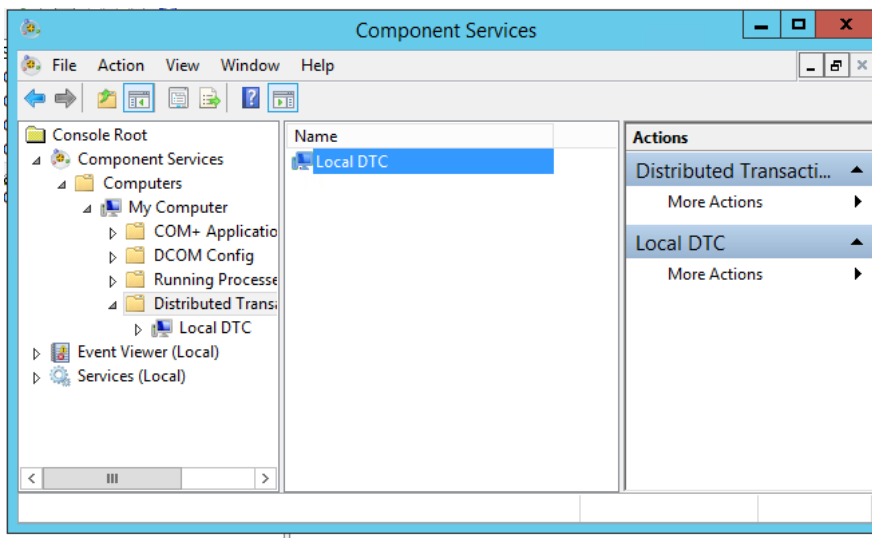 Component Services
File Action View Window Help
Console Root
Component Services
Computers
My Computer
COM+ Applicatio
DCOM Config
Running Processe
Distributed Transa
Local DTC
Event Viewer (Local)
Services (Local)
Name
Local DTC
Actions
Distributed Transacti...
More Actions
Local DTC
More Actions